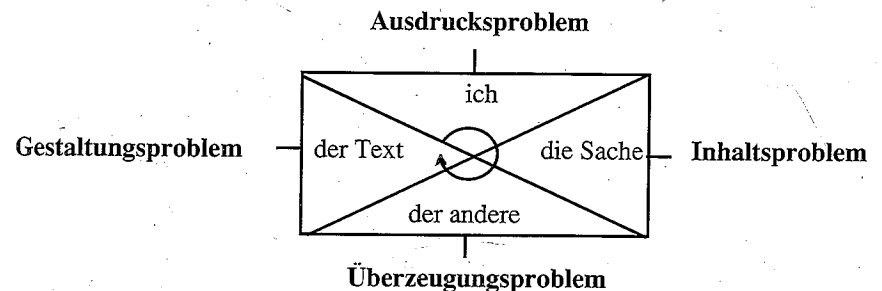 Ausdrucksproblem
ich
Gestaltungsproblem der Text die Sache Inhaltsproblem
der andere
Überzeugungsproblem